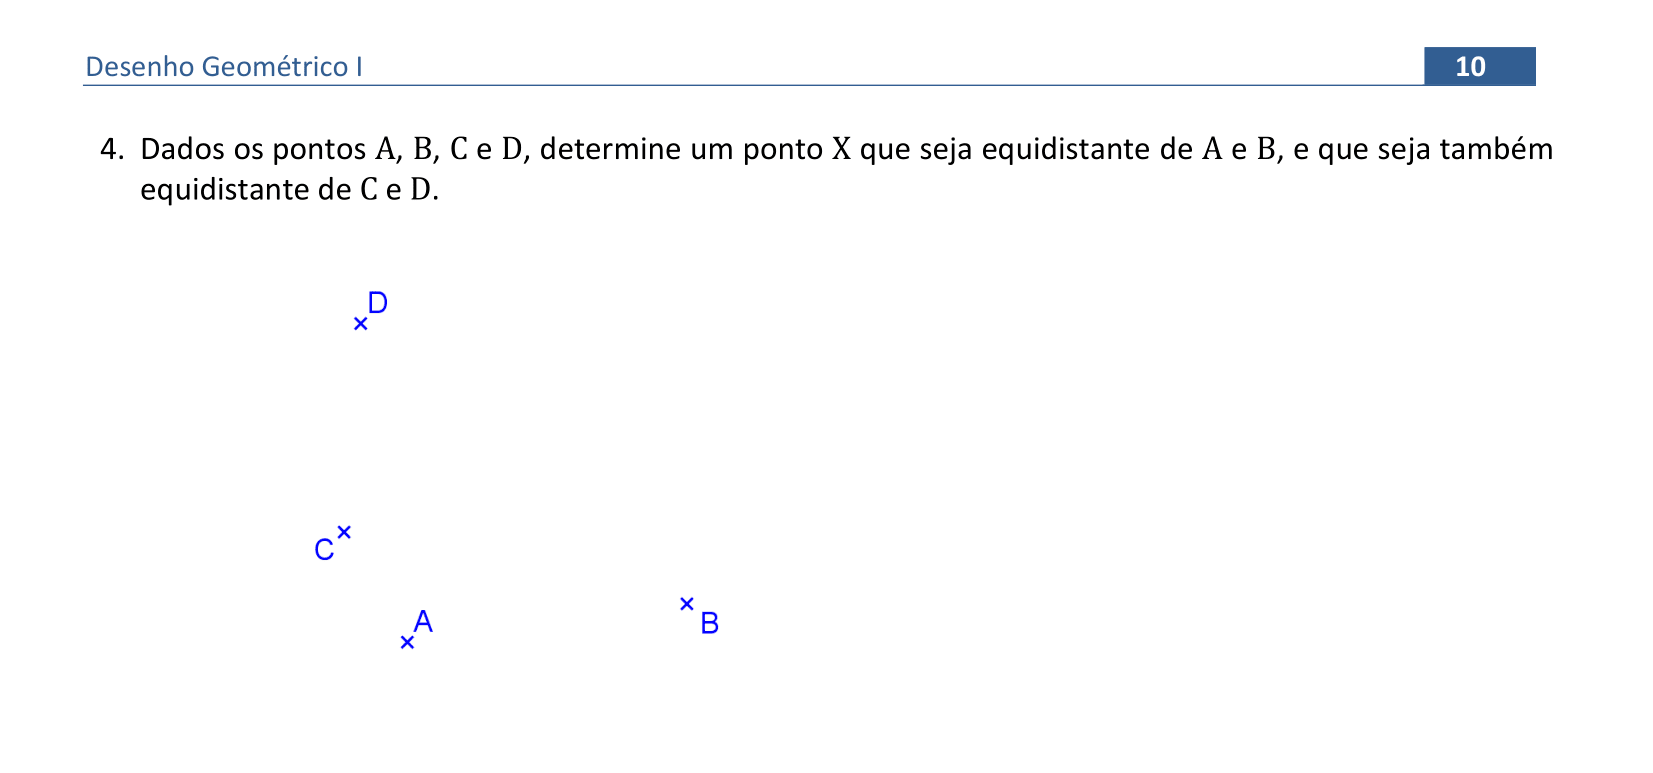 Desenho Geométrico I
10
4. Dados os pontos A, B, C e D, determine um ponto X que seja equidistante de A e B, e que seja também
equidistante de C e D.
D
C
A
B